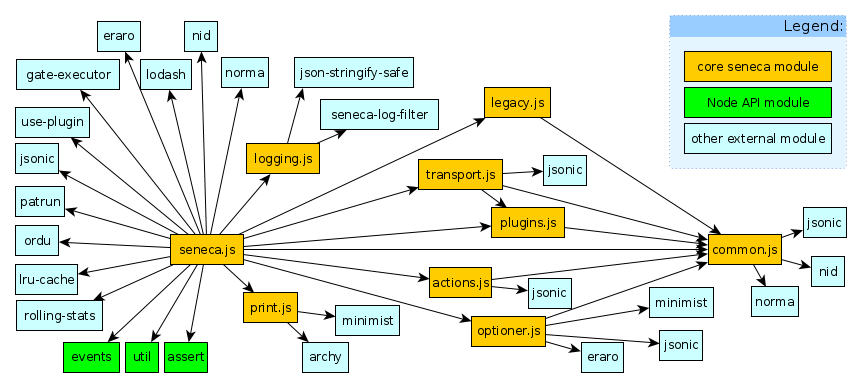 eraro
nid
Legend:
gate-executor
lodash
norma
json-stringify-safe
core seneca module
legacy.js
Node API module
use-plugin
seneca-log-filter
other external module
jsonic
logging.js
transport.js
jsonic
patrun
plugins.js
jsonic
ordu
seneca.js
common.js
lru-cache
actions.js
jsonic
nid
rolling-stats
print.js
minimist
minimist
norma
optioner.js
jsonic
events
util
assert
archy
eraro